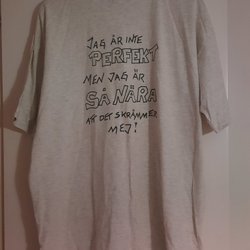 JAG ÄR INTE
PERFEKT
MEN JAG ÄR
SÅ NÄRA
ATT DET SKRÄMMER
MEJ!